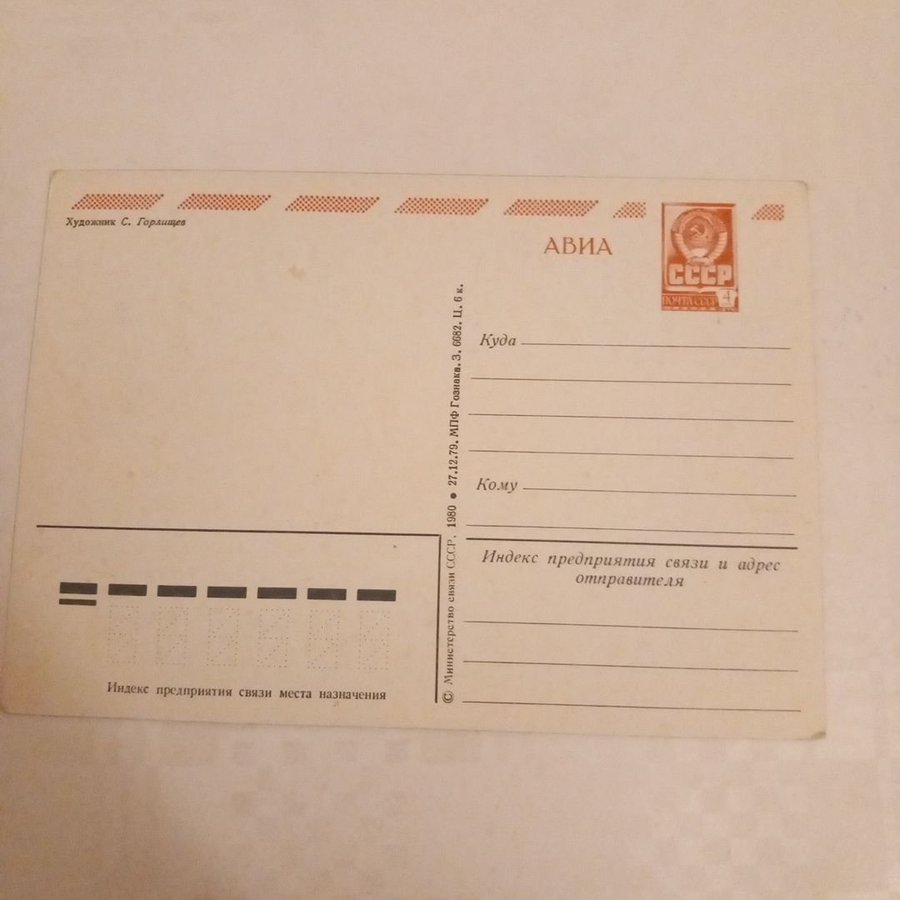 Художник С. Горлищев
АВИА
СССР
ПОЧТА СССР 4
Куда
Кому
Индекс предприятия связи и адрес
отправителя
© Министерство связи СССР, 1980 • 27.12.79. МПФ Гознака. З. 6682. Ц. 6 к.
Индекс предприятия связи места назначения